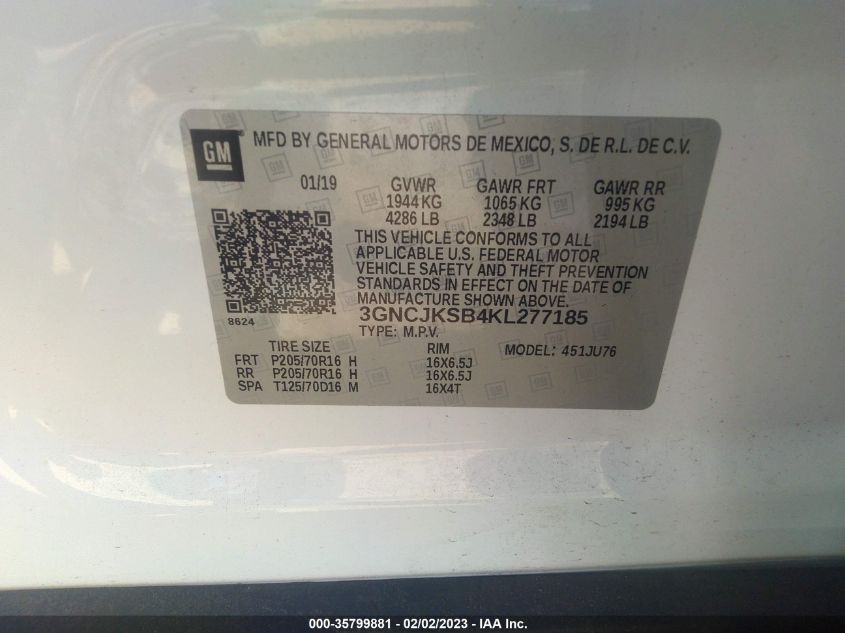 GM
MFD BY GENERAL MOTORS DE MEXICO, S. DE R.L. DE C.V.
01/19 GVWR GAWR FRT GAWR RR
1944 KG 1065 KG 995 KG
4286 LB 2348 LB 2194 LB
THIS VEHICLE CONFORMS TO ALL
APPLICABLE U.S. FEDERAL MOTOR
VEHICLE SAFETY AND THEFT PREVENTION
STANDARDS IN EFFECT ON THE DATE OF
MANUFACTURE SHOWN ABOVE.
8624
3GNCJKSB4KL277185
TYPE: M.P.V.
TIRE SIZE RIM MODEL: 451JU76
FRT P205/70R16 H 16X6.5J
RR P205/70R16 H 16X6.5J
SPA T125/70D16 M 16X4T
000-35799881 — 02/02/2023 — IAA Inc.